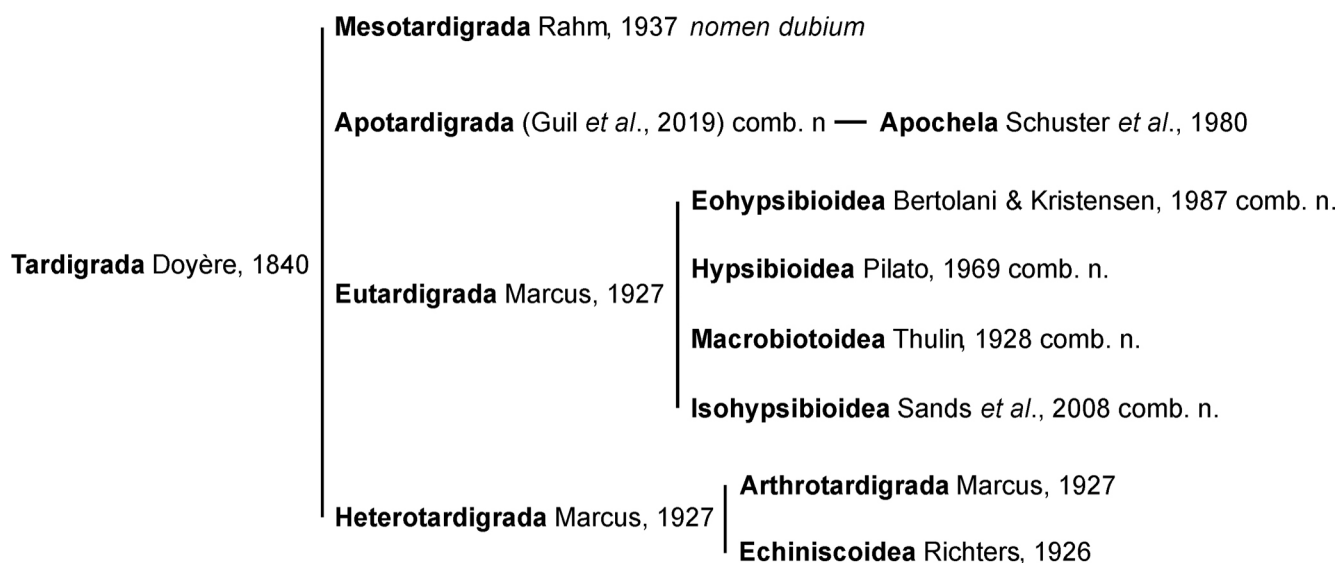 Mesotardigrada Rahm, 1937 nomen dubium
Apotardigrada (Guil et al., 2019) comb. n — Apochela Schuster et al., 1980
Eohypsibioidea Bertolani & Kristensen, 1987 comb. n.
Tardigrada Doyère, 1840
Hypsibioidea Pilato, 1969 comb. n.
Eutardigrada Marcus, 1927
Macrobiotoidea Thulin, 1928 comb. n.
Isohypsibioidea Sands et al., 2008 comb. n.
Arthrotardigrada Marcus, 1927
Heterotardigrada Marcus, 1927
Echiniscoidea Richters, 1926